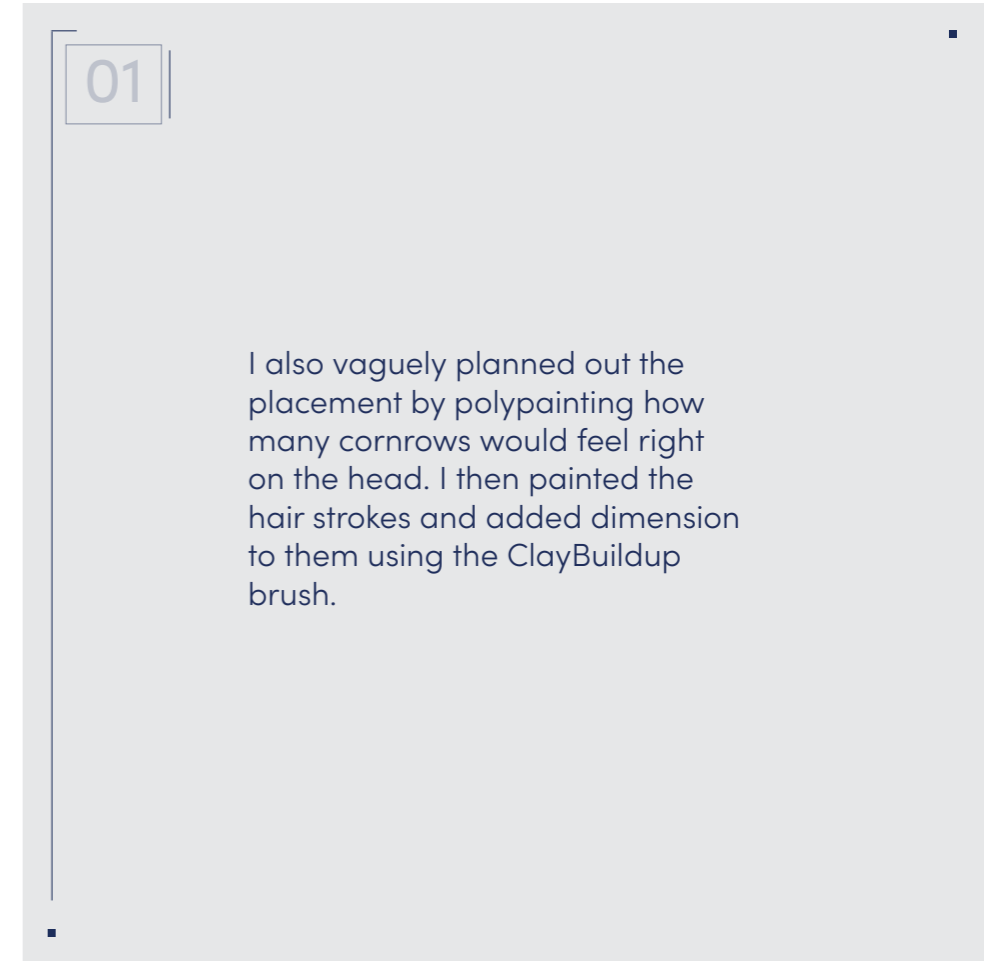 01
I also vaguely planned out the
placement by polypainting how
many cornrows would feel right
on the head. I then painted the
hair strokes and added dimension
to them using the ClayBuildup
brush.